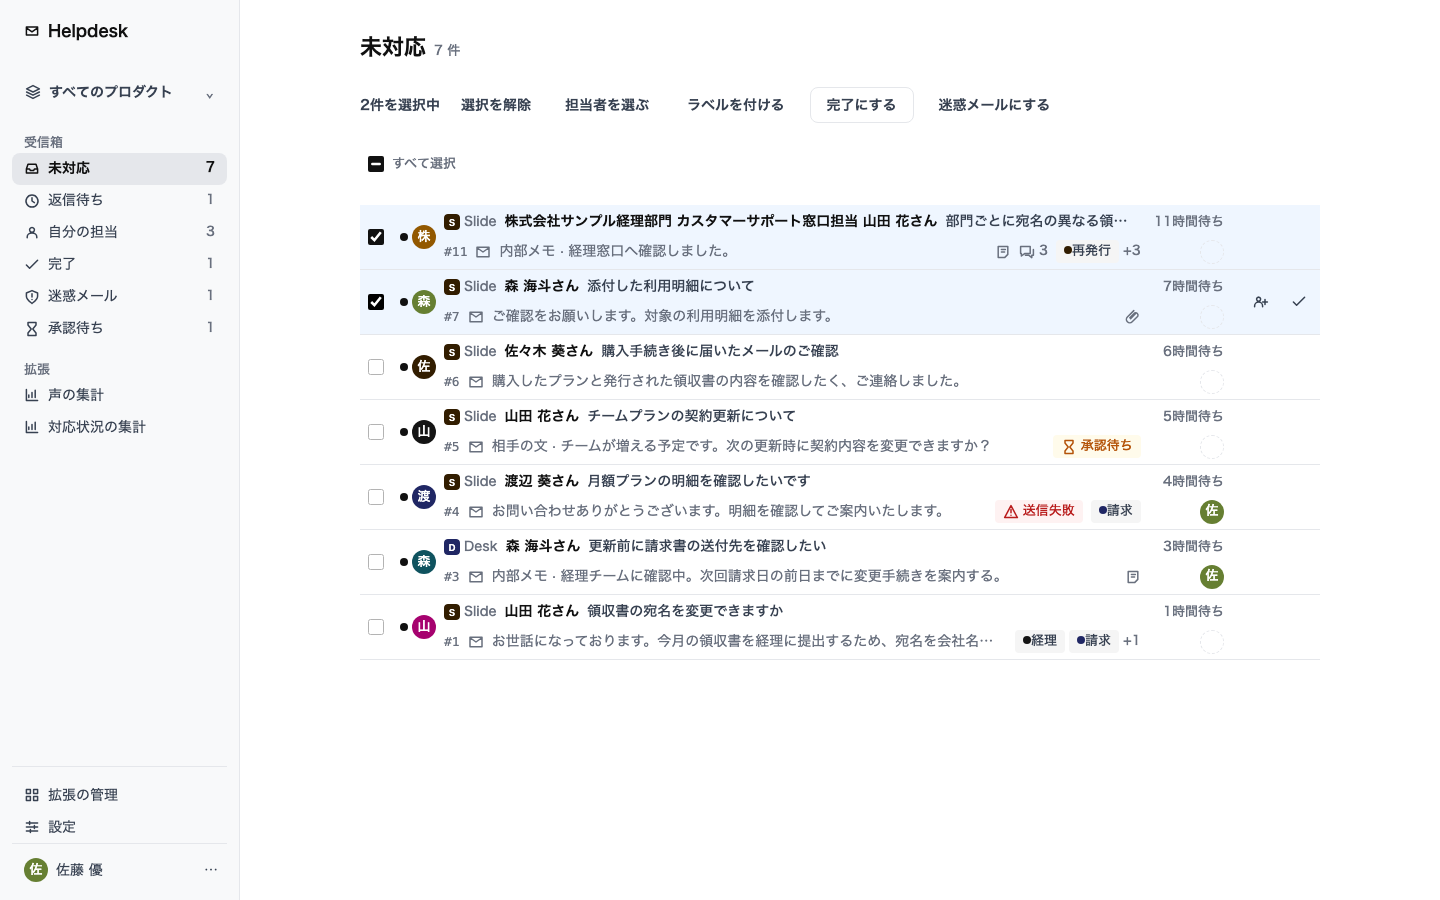 Helpdesk
すべてのプロダクト
受信箱
未対応 7
返信待ち 1
自分の担当 3
完了 1
迷惑メール 1
承認待ち 1
拡張
声の集計
対応状況の集計
拡張の管理
設定
佐 佐藤 優 …
未対応 7 件
2件を選択中 選択を解除 担当者を選ぶ ラベルを付ける 完了にする 迷惑メールにする
すべて選択
株 S Slide 株式会社サンプル経理部門 カスタマーサポート窓口担当 山田 花さん 部門ごとに宛名の異なる領… 11時間待ち
#11 内部メモ · 経理窓口へ確認しました。 3 再発行 +3
森 S Slide 森 海斗さん 添付した利用明細について 7時間待ち
#7 ご確認をお願いします。対象の利用明細を添付します。
佐 S Slide 佐々木 葵さん 購入手続き後に届いたメールのご確認 6時間待ち
#6 購入したプランと発行された領収書の内容を確認したく、ご連絡しました。
山 S Slide 山田 花さん チームプランの契約更新について 5時間待ち
#5 相手の文 · チームが増える予定です。次の更新時に契約内容を変更できますか？ 承認待ち
渡 S Slide 渡辺 葵さん 月額プランの明細を確認したいです 4時間待ち
#4 お問い合わせありがとうございます。明細を確認してご案内いたします。 送信失敗 請求 佐
森 D Desk 森 海斗さん 更新前に請求書の送付先を確認したい 3時間待ち
#3 内部メモ · 経理チームに確認中。次回請求日の前日までに変更手続きを案内する。 佐
山 S Slide 山田 花さん 領収書の宛名を変更できますか 1時間待ち
#1 お世話になっております。今月の領収書を経理に提出するため、宛名を会社名… 経理 請求 +1